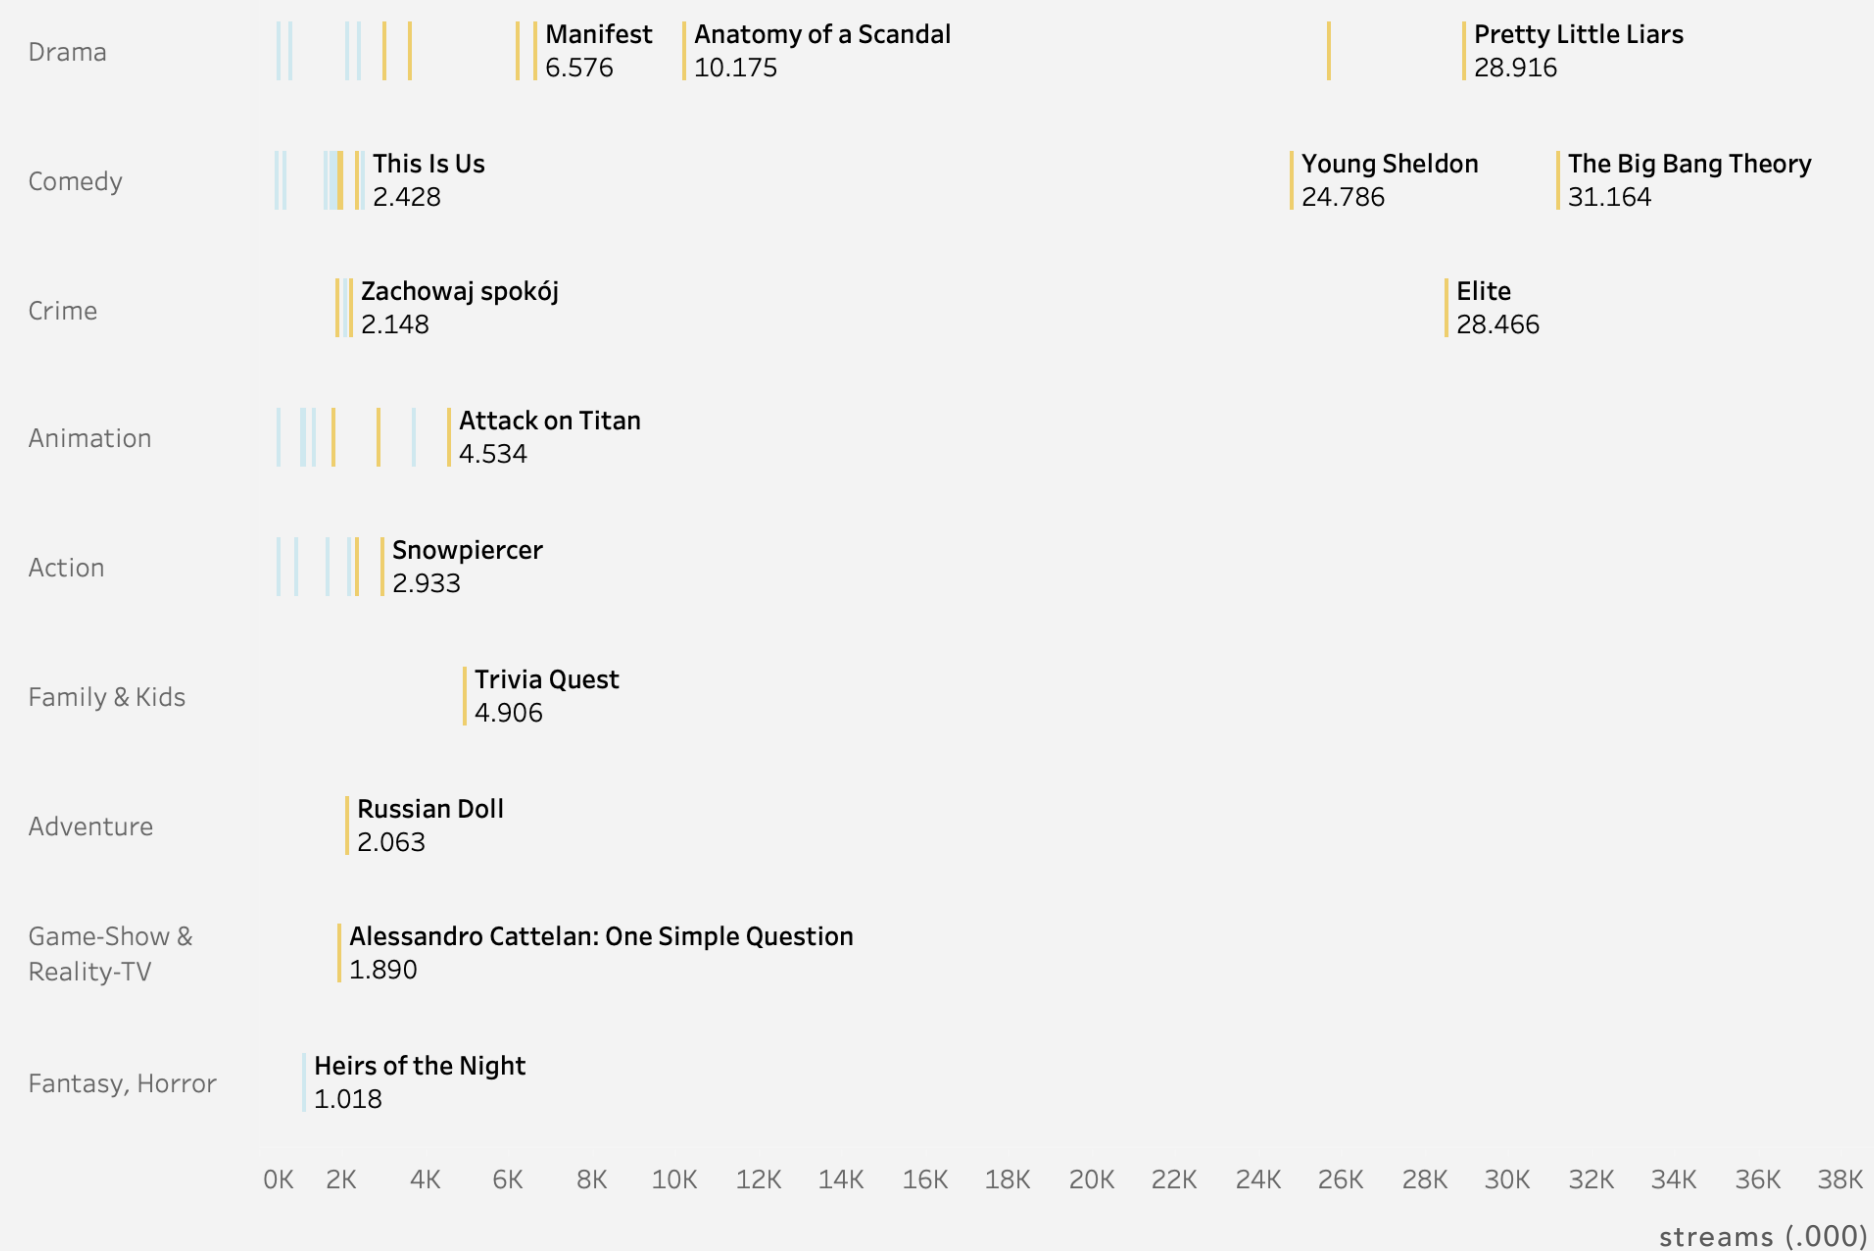 Drama
Manifest
6.576
Anatomy of a Scandal
10.175
Pretty Little Liars
28.916
Comedy
This Is Us
2.428
Young Sheldon
24.786
The Big Bang Theory
31.164
Crime
Zachowaj spokój
2.148
Elite
28.466
Animation
Attack on Titan
4.534
Action
Snowpiercer
2.933
Family & Kids
Trivia Quest
4.906
Adventure
Russian Doll
2.063
Game-Show &
Reality-TV
Alessandro Cattelan: One Simple Question
1.890
Fantasy, Horror
Heirs of the Night
1.018
0K 2K 4K 6K 8K 10K 12K 14K 16K 18K 20K 22K 24K 26K 28K 30K 32K 34K 36K 38K
streams (.000)